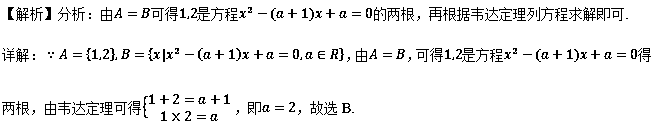 【解析】分析：由A = B可得1,2是方程x² − (a + 1)x + a = 0的两根，再根据韦达定理列方程求解即可.
详解：∵ A = {1,2}, B = {x|x² − (a + 1)x + a = 0, a ∈ R}，由A = B，可得1,2是方程x² − (a + 1)x + a = 0得
两根，由韦达定理可得{1 + 2 = a + 1
1 × 2 = a ，即a = 2，故选 B.